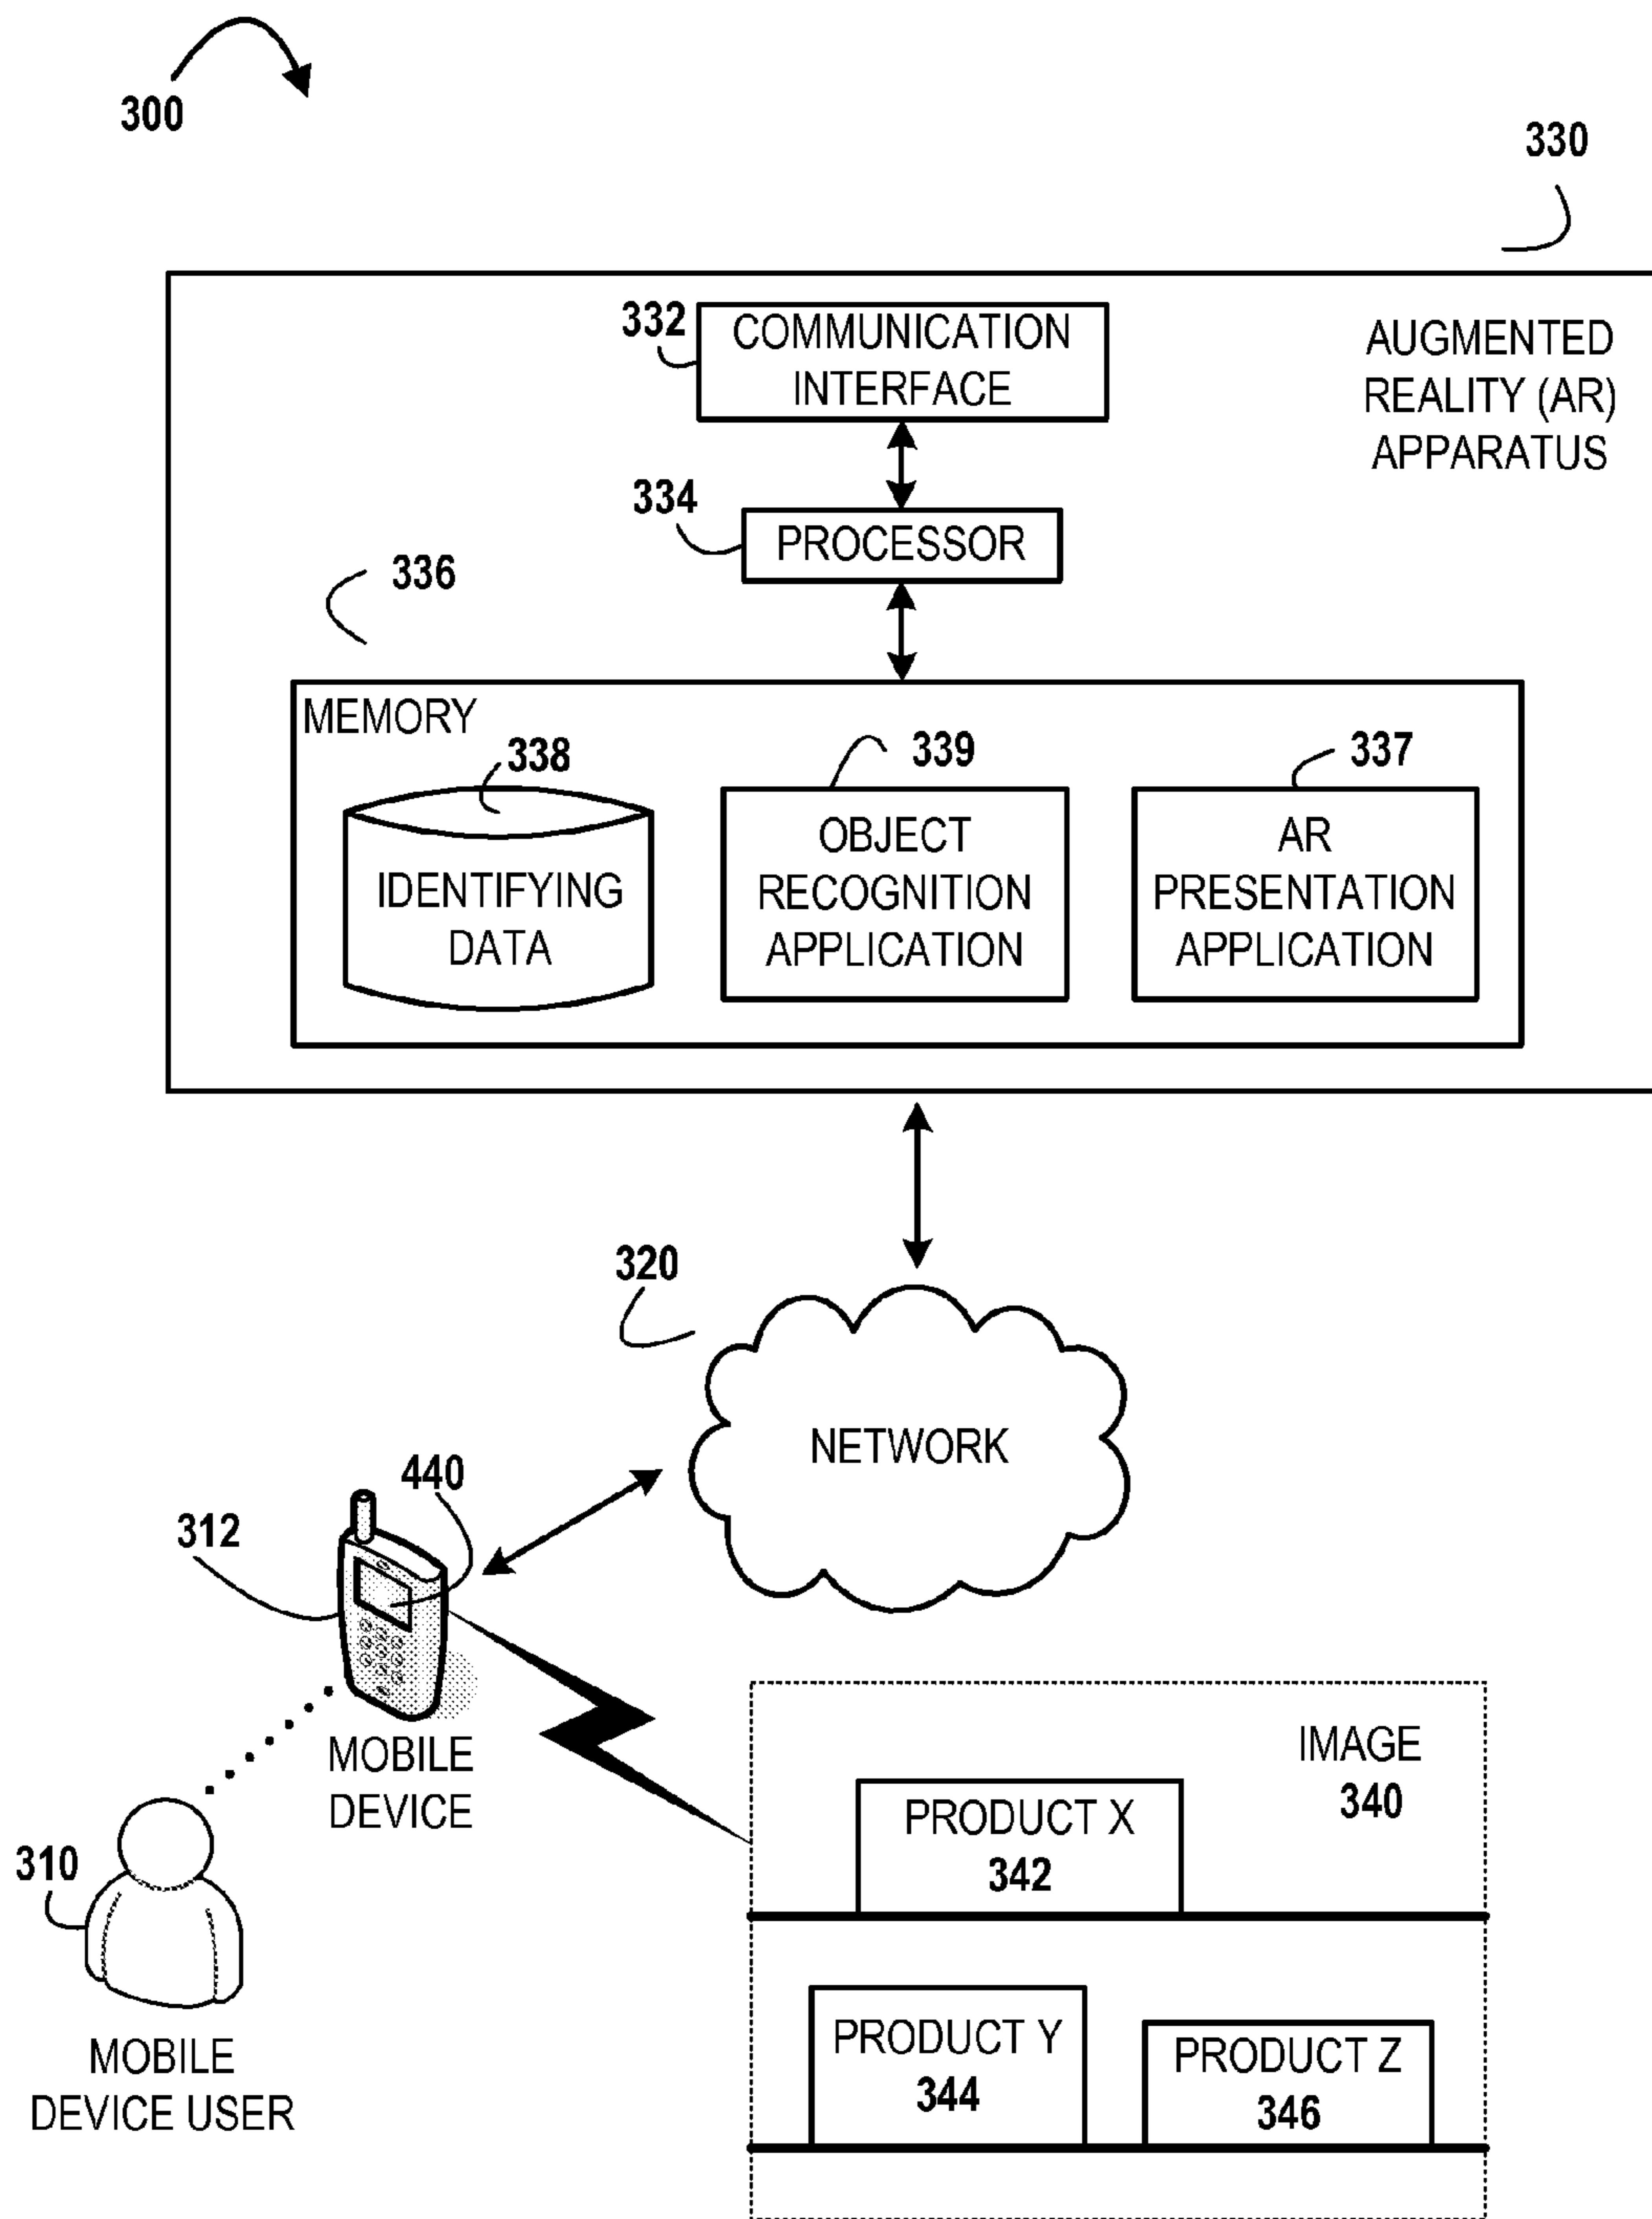 300
330
332
COMMUNICATION
INTERFACE
AUGMENTED
REALITY (AR)
APPARATUS
334
PROCESSOR
336
MEMORY
338
IDENTIFYING
DATA
339
OBJECT
RECOGNITION
APPLICATION
337
AR
PRESENTATION
APPLICATION
320
NETWORK
440
312
MOBILE
DEVICE
310
MOBILE
DEVICE USER
IMAGE
340
PRODUCT X
342
PRODUCT Y
344
PRODUCT Z
346